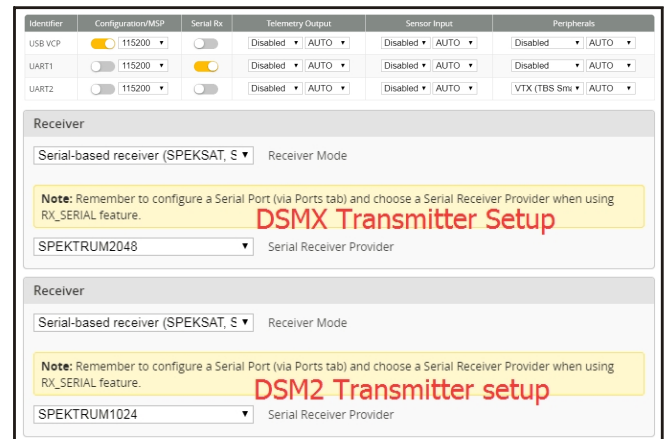 Identifier Configuration/MSP Serial Rx Telemetry Output Sensor Input Peripherals
USB VCP 115200 Disabled AUTO Disabled AUTO Disabled AUTO
UART1 115200 Disabled AUTO Disabled AUTO Disabled AUTO
UART2 115200 Disabled AUTO Disabled AUTO VTX (TBS Sma AUTO
Receiver
Serial-based receiver (SPEKSAT, S Receiver Mode
Note: Remember to configure a Serial Port (via Ports tab) and choose a Serial Receiver Provider when using
RX_SERIAL feature.
DSMX Transmitter Setup
SPEKTRUM2048 Serial Receiver Provider
Receiver
Serial-based receiver (SPEKSAT, S Receiver Mode
Note: Remember to configure a Serial Port (via Ports tab) and choose a Serial Receiver Provider when using
RX_SERIAL feature.
DSM2 Transmitter setup
SPEKTRUM1024 Serial Receiver Provider